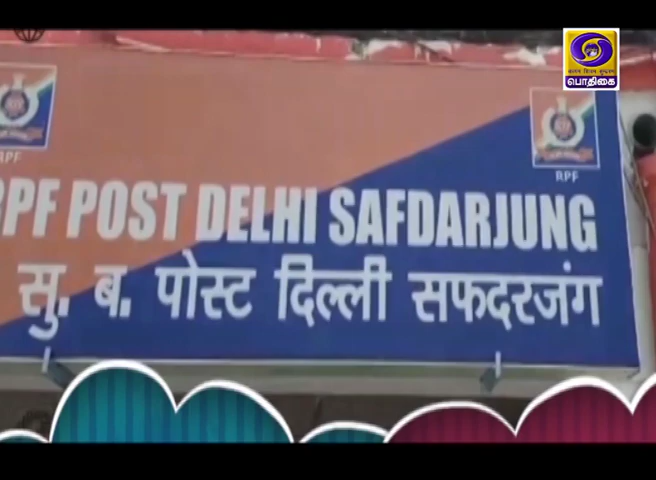 பொதிகை
RPF
RPF
RPF POST DELHI SAFDARJUNG
सु. ब. पोस्ट दिल्ली सफदरजंग